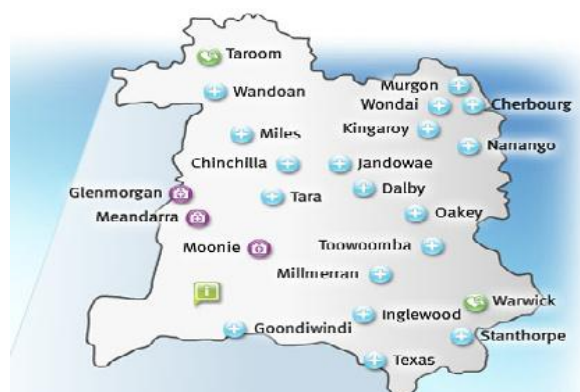 Taroom
Murgon
Wandoan
Wondai
Cherbourg
Kingaroy
Miles
Nanango
Chinchilla
Jandowae
Glenmorgan
Tara
Dalby
Meandarra
Oakey
Moonie
Toowoomba
Millmerran
i
Warwick
Inglewood
Goondiwindi
Stanthorpe
Texas